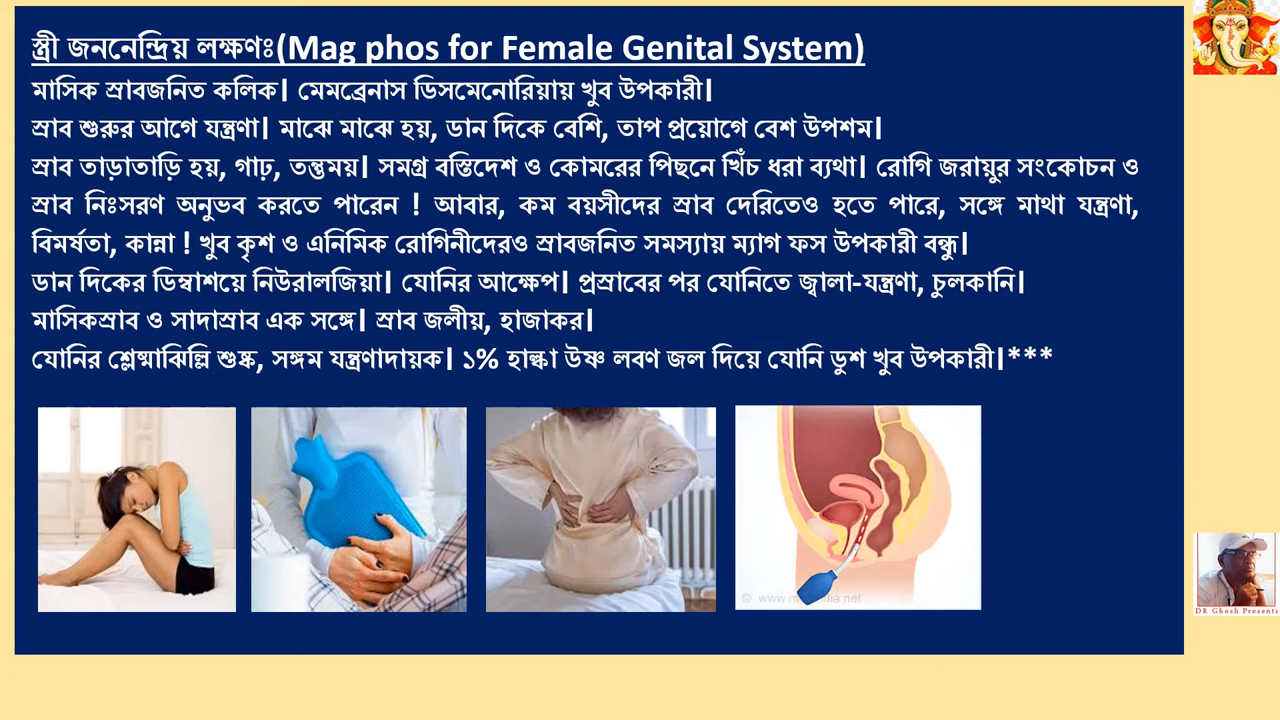 স্ত্রী জননেন্দ্রিয় লক্ষণঃ(Mag phos for Female Genital System)
মাসিক স্রাবজনিত কলিক| মেমব্রেনাস ডিসমেনোরিয়ায় খুব উপকারী|
স্রাব শুরুর আগে যন্ত্রণা| মাঝে মাঝে হয়, ডান দিকে বেশি, তাপ প্রয়োগে বেশ উপশম|
স্রাব তাড়াতাড়ি হয়, গাঢ়, তন্তুময়| সমগ্র বস্তিদেশ ও কোমরের পিছনে খিঁচ ধরা ব্যথা| রোগি জরায়ুর সংকোচন ও
স্রাব নিঃসরণ অনুভব করতে পারেন ! আবার, কম বয়সীদের স্রাব দেরিতেও হতে পারে, সঙ্গে মাথা যন্ত্রণা,
বিমর্ষতা, কান্না ! খুব কৃশ ও এনিমিক রোগিনীদেরও স্রাবজনিত সমস্যায় ম্যাগ ফস উপকারী বন্ধু|
ডান দিকের ডিম্বাশয়ে নিউরালজিয়া| যোনির আক্ষেপ| প্রস্রাবের পর যোনিতে জ্বালা-যন্ত্রণা, চুলকানি|
মাসিকস্রাব ও সাদাস্রাব এক সঙ্গে| স্রাব জলীয়, হাজাকর|
যোনির শ্লেষ্মাঝিল্লি শুষ্ক, সঙ্গম যন্ত্রণাদায়ক| ১% হাল্কা উষ্ণ লবণ জল দিয়ে যোনি ডুশ খুব উপকারী|***
DR Ghosh Presents